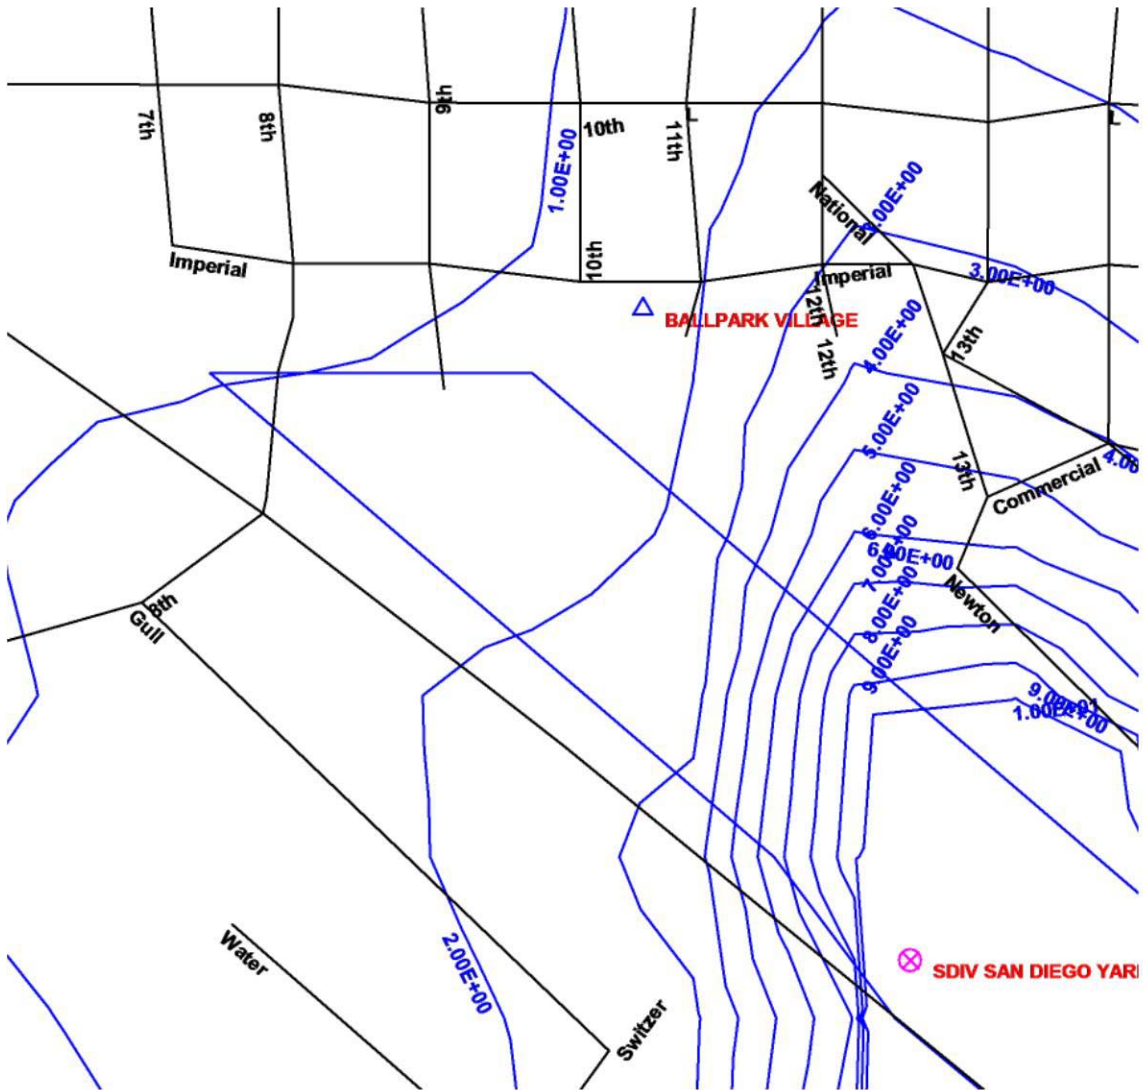 9th
7th
8th
10th
11th
L
L
1.00E+00
National
10th
Imperial
Imperial
3.00E+00
12th
BALLPARK VILLAGE
12th
13th
4.00E+00
5.00E+00
13th
Commercial
6.00E+00
6.00E+00
7.00E+00
8th
Gull
8.00E+00
Newton
9.00E+00
1.00E+00
2.00E+00
Water
SDIV SAN DIEGO YAR
Switzer